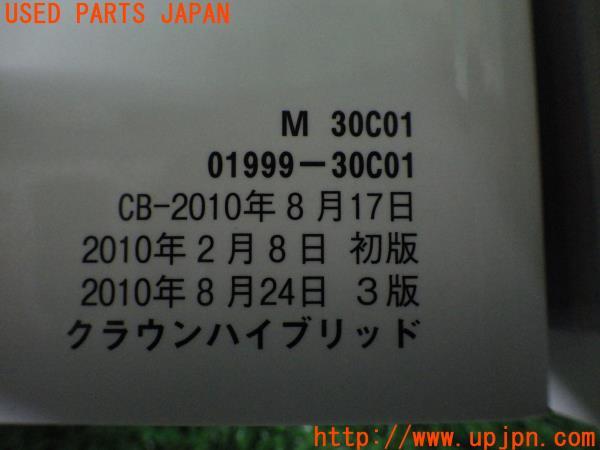 USED PARTS JAPAN
M 30C01
01999-30C01
CB-2010年8月17日
2010年2月8日 初版
2010年8月24日 3版
クラウンハイブリッド
http://www.upjpn.com/